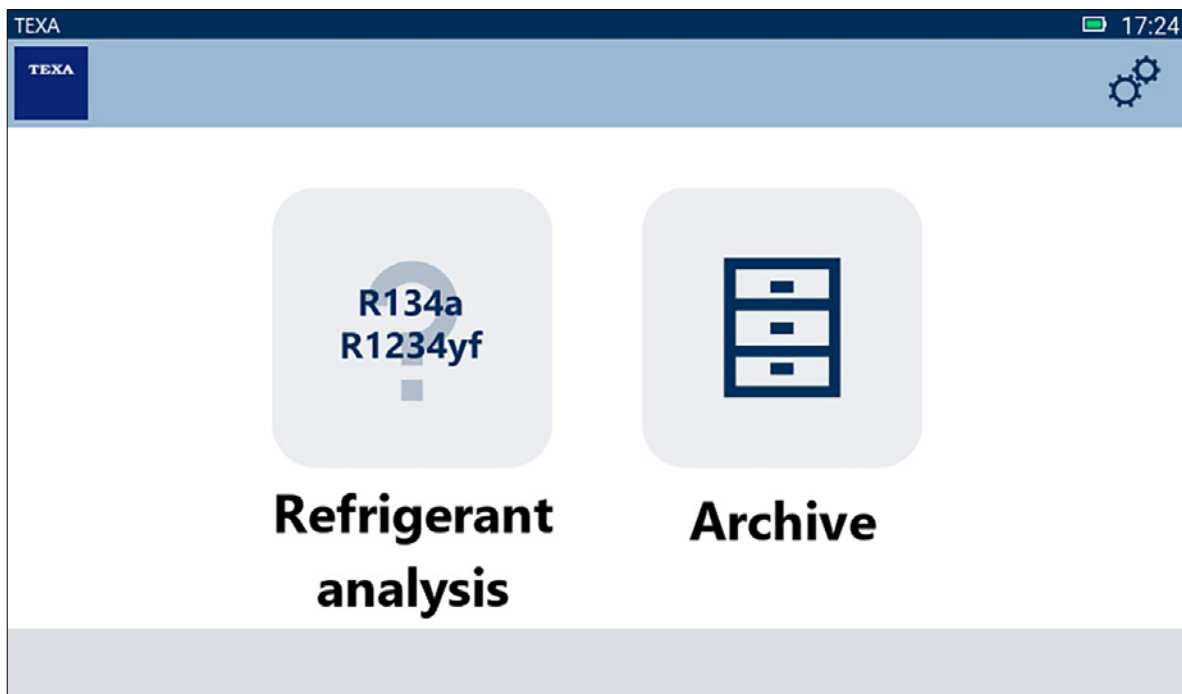 TEXA
17:24
TEXA
R134a
R1234yf
Refrigerant
analysis
Archive